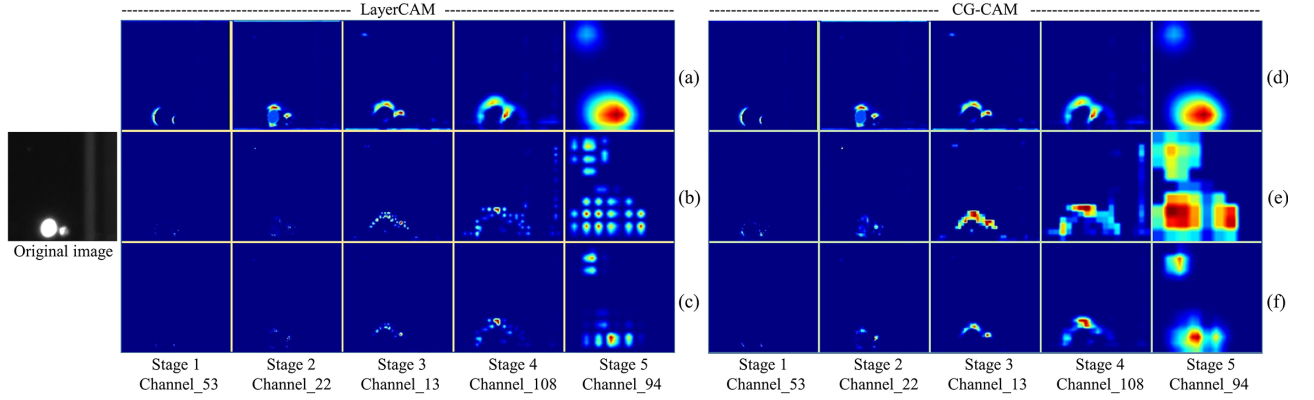 LayerCAM
CG-CAM
(a)
(d)
(b)
(e)
Original image
(c)
(f)
Stage 1
Channel_53
Stage 2
Channel_22
Stage 3
Channel_13
Stage 4
Channel_108
Stage 5
Channel_94
Stage 1
Channel_53
Stage 2
Channel_22
Stage 3
Channel_13
Stage 4
Channel_108
Stage 5
Channel_94